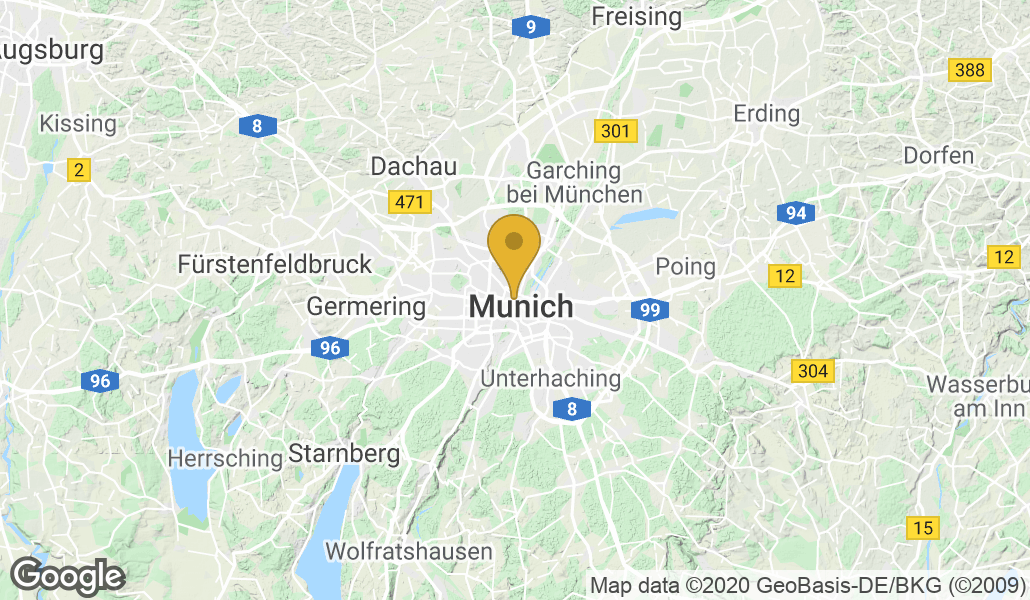 Freising
9
Augsburg
388
Kissing
8
301
Erding
Dorfen
2
Dachau
Garching
bei München
471
94
12
Fürstenfeldbruck
Poing
12
Germering
Munich
99
96
96
Unterhaching
304
Wasserbu
am Inn
8
Herrsching
Starnberg
15
Wolfratshausen
Google
Map data ©2020 GeoBasis-DE/BKG (©2009)